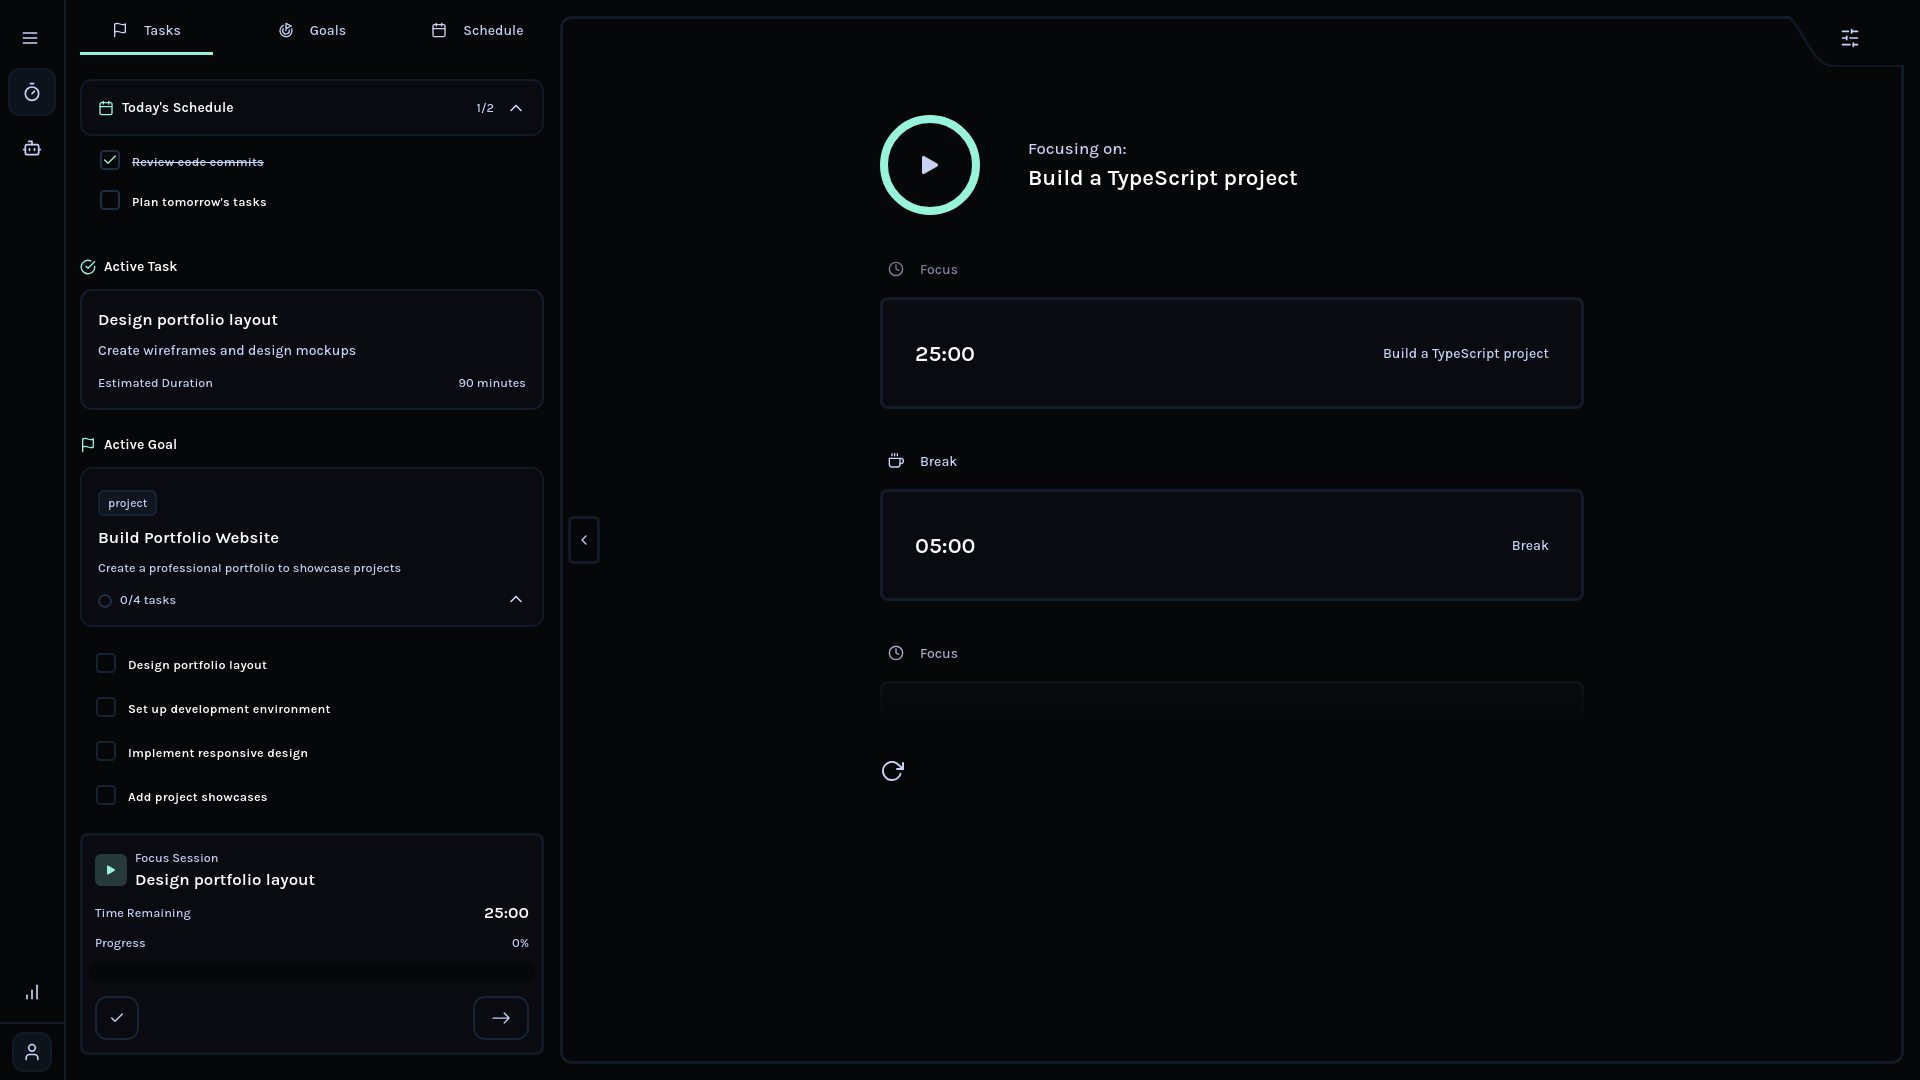 Tasks
Goals
Schedule
Today's Schedule
1/2
Review code commits
Plan tomorrow's tasks
Active Task
Design portfolio layout
Create wireframes and design mockups
Estimated Duration
90 minutes
Active Goal
project
Build Portfolio Website
Create a professional portfolio to showcase projects
0/4 tasks
Design portfolio layout
Set up development environment
Implement responsive design
Add project showcases
Focus Session
Design portfolio layout
Time Remaining
25:00
Progress
0%
Focusing on:
Build a TypeScript project
Focus
25:00
Build a TypeScript project
Break
05:00
Break
Focus